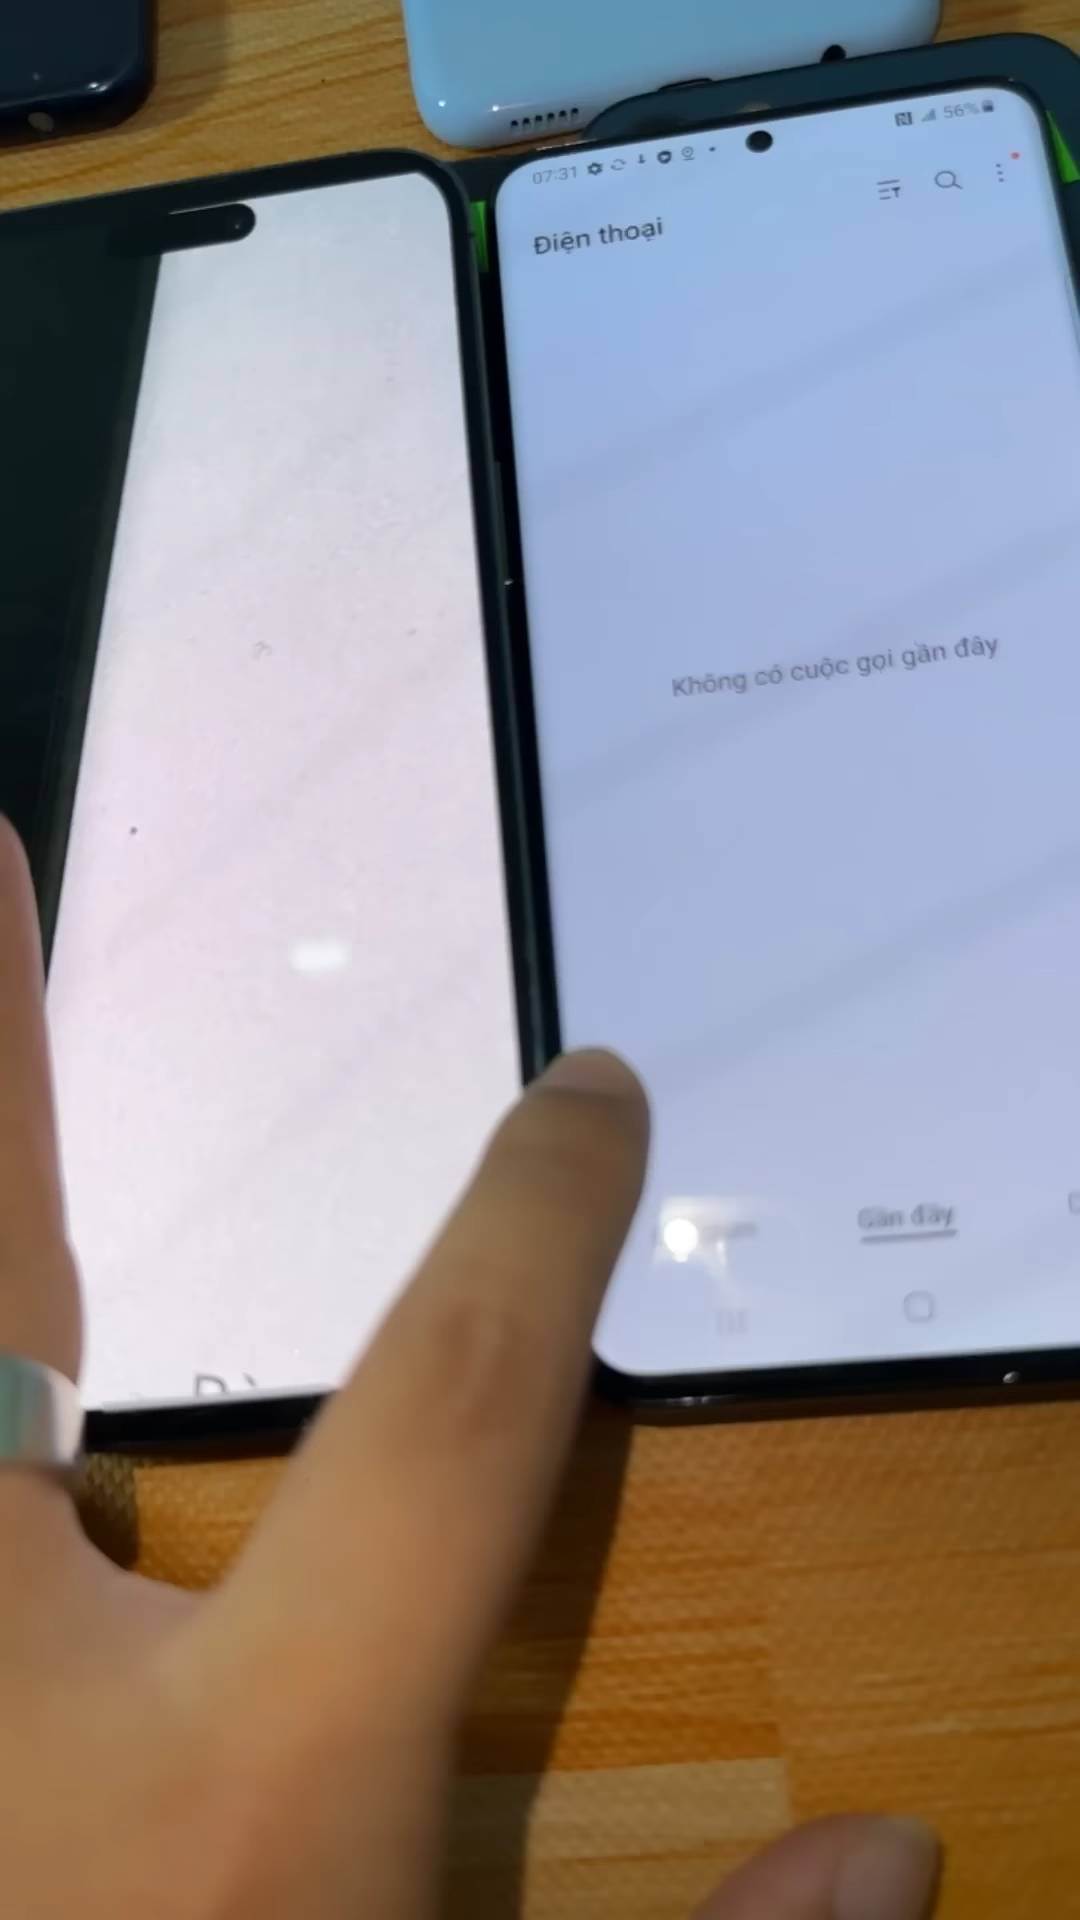 07:31
56%
Điện thoại
Không có cuộc gọi gần đây
Gần đây